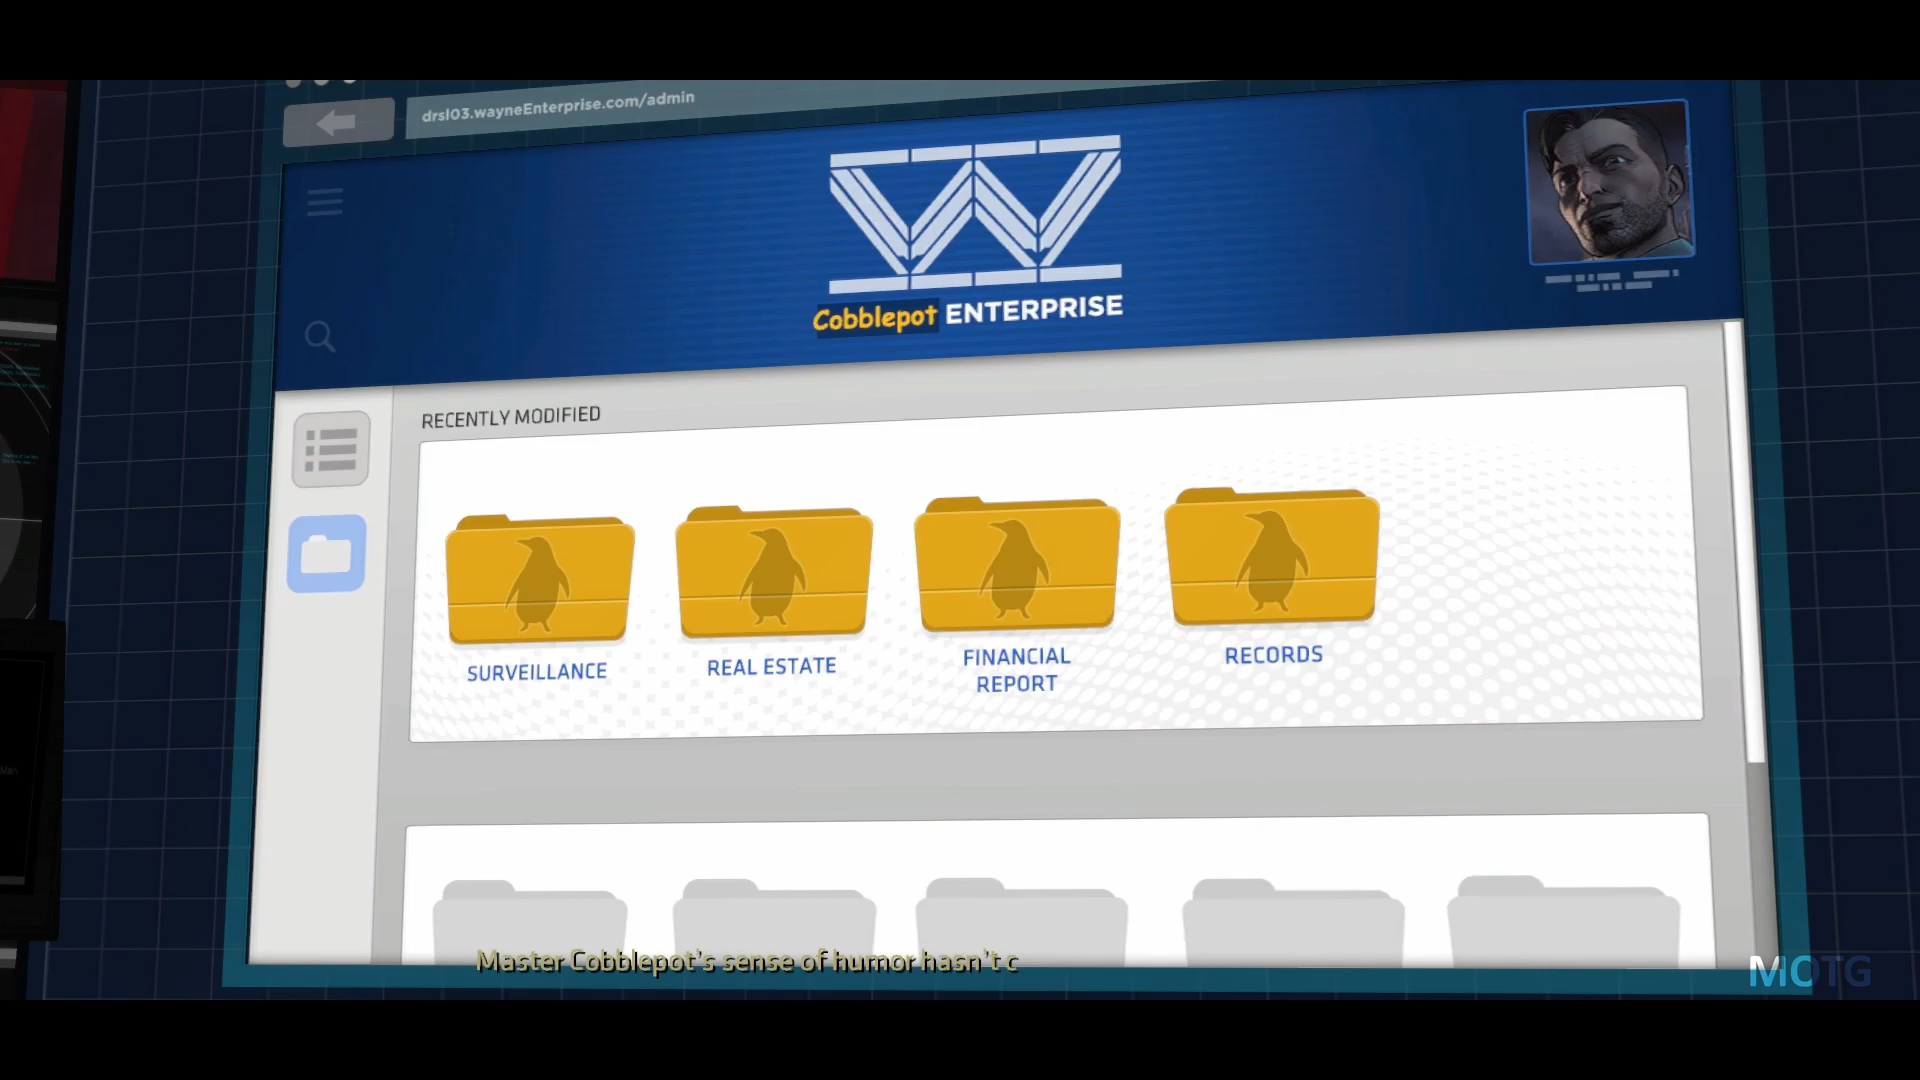 drsl03.wayneEnterprise.com/admin
Cobblepot ENTERPRISE
RECENTLY MODIFIED
SURVEILLANCE
REAL ESTATE
FINANCIAL
REPORT
RECORDS
Master Cobblepot's sense of humor hasn't c
MOTG